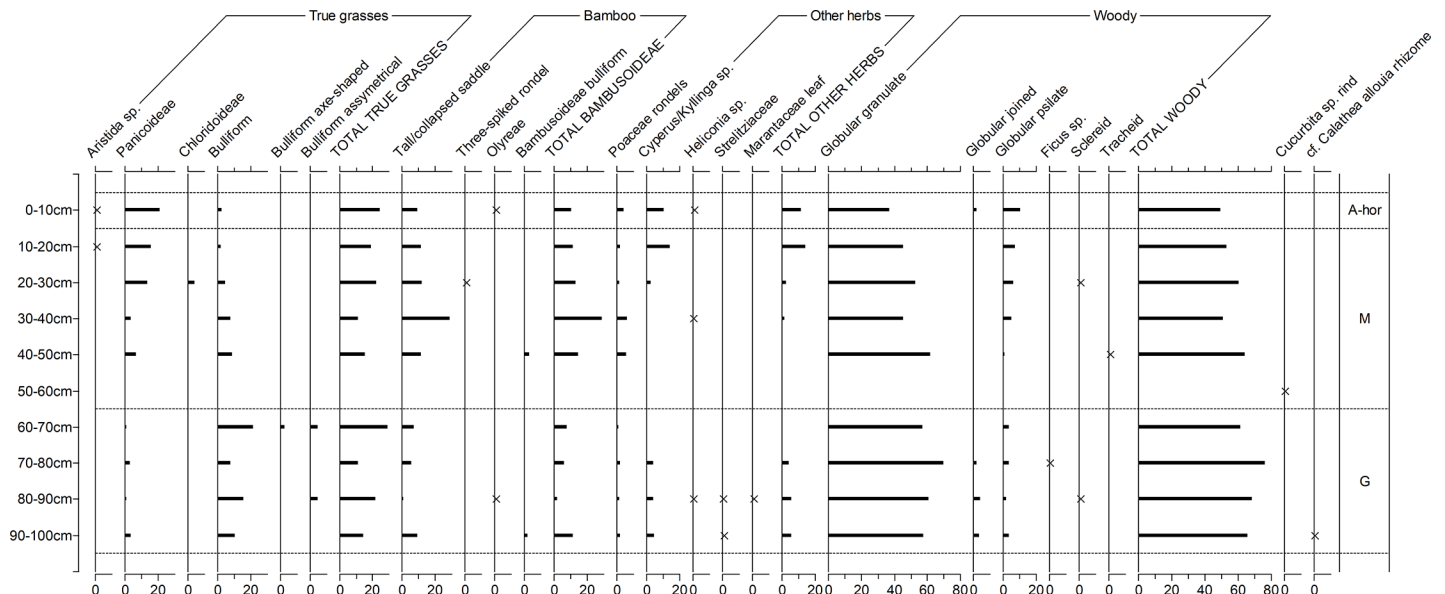 True grasses
Bamboo
Other herbs
Woody
Aristida sp.
Panicoideae
Chloridoideae
Bulliform
Bulliform axe-shaped
Bulliform assymetrical
TOTAL TRUE GRASSES
Tall/collapsed saddle
Three-spiked rondel
Olyreae
Bambusoideae bulliform
TOTAL BAMBUSOIDEAE
Poaceae rondels
Cyperus/Kyllinga sp.
Heliconia sp.
Strelitziaceae
Marantaceae leaf
TOTAL OTHER HERBS
Globular granulate
Globular joined
Globular psilate
Ficus sp.
Sclereid
Tracheid
TOTAL WOODY
Cucurbita sp. rind
cf. Calathea allouia rhizome
0-10cm
A-hor
10-20cm
20-30cm
30-40cm
M
40-50cm
50-60cm
60-70cm
70-80cm
G
80-90cm
90-100cm
0 0 20 0 0 20 0 0 0 20 0 20 0 0 0 0 20 0 0 20 0 0 0 0 20 0 20 40 60 80 0 0 20 0 0 0 0 20 40 60 80 0 0